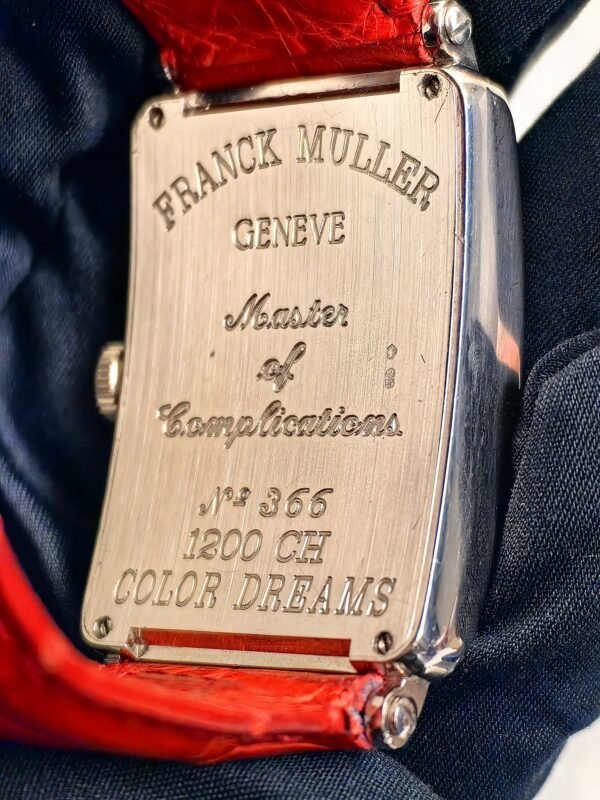 FRANCK MULLER
GENEVE
Master
of
Complications
Nº 366
1200 CH
COLOR DREAMS